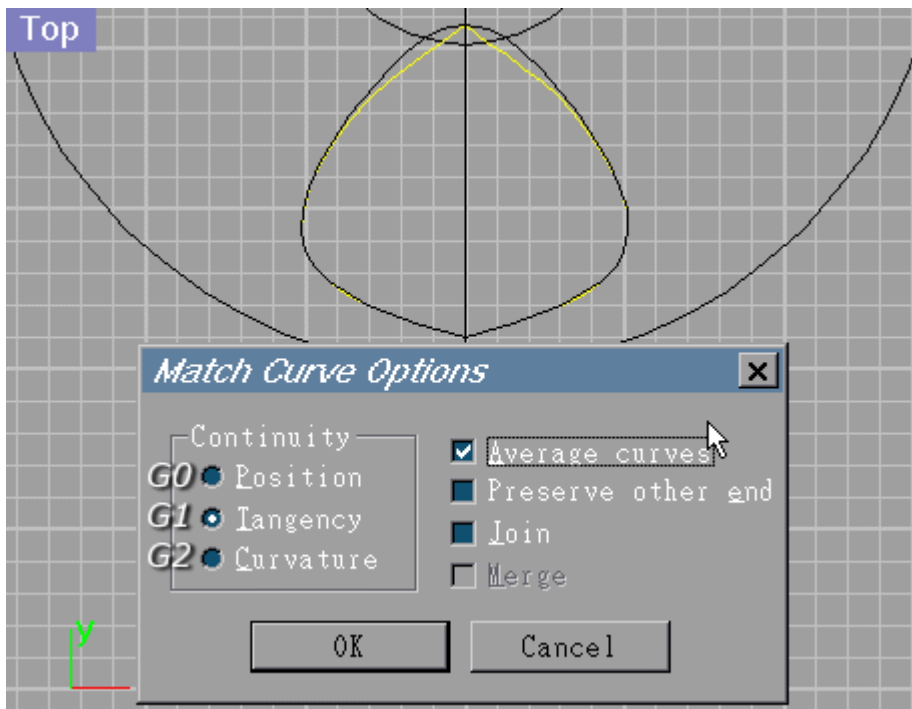 Top
Match Curve Options
Continuity
G0 Position
G1 Tangency
G2 Curvature
Average curves
Preserve other end
Join
Merge
OK
Cancel
y